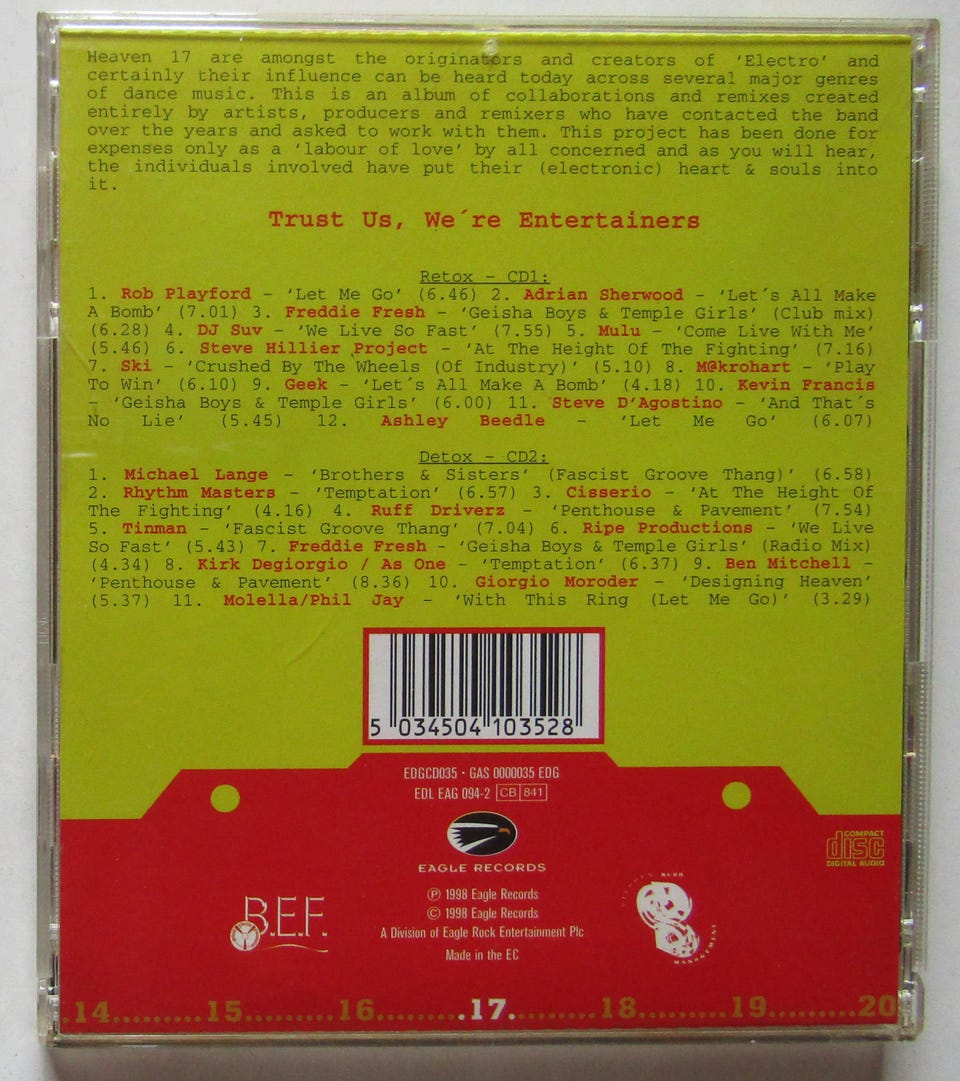 Heaven 17 are amongst the originators and creators of ‘Electro’ and
certainly their influence can be heard today across several major genres
of dance music. This is an album of collaborations and remixes created
entirely by artists, producers and remixers who have contacted the band
over the years and asked to work with them. This project has been done for
expenses only as a ‘labour of love’ by all concerned and as you will hear,
the individuals involved have put their (electronic) heart & souls into
it.
Trust Us, We´re Entertainers
Retox – CD1:
1. Rob Playford – ‘Let Me Go’ (6.46) 2. Adrian Sherwood – ‘Let´s All Make
A Bomb’ (7.01) 3. Freddie Fresh – ‘Geisha Boys & Temple Girls’ (Club mix)
(6.28) 4. DJ Suv – ‘We Live So Fast’ (7.55) 5. Mulu – ‘Come Live With Me’
(5.46) 6. Steve Hillier Project – ‘At The Height Of The Fighting’ (7.16)
7. Ski – ‘Crushed By The Wheels (Of Industry)’ (5.10) 8. M@krohart – ‘Play
To Win’ (6.10) 9. Geek – ‘Let´s All Make A Bomb’ (4.18) 10. Kevin Francis
– ‘Geisha Boys & Temple Girls’ (6.00) 11. Steve D’Agostino – ‘And That´s
No Lie’ (5.45) 12. Ashley Beedle – ‘Let Me Go’ (6.07)
Detox – CD2:
1. Michael Lange – ‘Brothers & Sisters’ (Fascist Groove Thang)’ (6.58)
2. Rhythm Masters – ‘Temptation’ (6.57) 3. Cisserio – ‘At The Height Of
The Fighting’ (4.16) 4. Ruff Driverz – ‘Penthouse & Pavement’ (7.54)
5. Tinman – ‘Fascist Groove Thang’ (7.04) 6. Ripe Productions – ‘We Live
So Fast’ (5.43) 7. Freddie Fresh – ‘Geisha Boys & Temple Girls’ (Radio Mix)
(4.34) 8. Kirk Degiorgio / As One – ‘Temptation’ (6.37) 9. Ben Mitchell –
‘Penthouse & Pavement’ (8.36) 10. Giorgio Moroder – ‘Designing Heaven’
(5.37) 11. Molella/Phil Jay – ‘With This Ring (Let Me Go)’ (3.29)
5 034504 103528
EDGCD035 · GAS 0000035 EDG
EDL EAG 094-2 CB 841
EAGLE RECORDS
COMPACT
disc
DIGITAL AUDIO
℗ 1998 Eagle Records
© 1998 Eagle Records
A Division of Eagle Rock Entertainment Plc
Made in the EC
B.E.F.
MANAGEMENT
.14.........15.........16.........17.........18.........19.........20